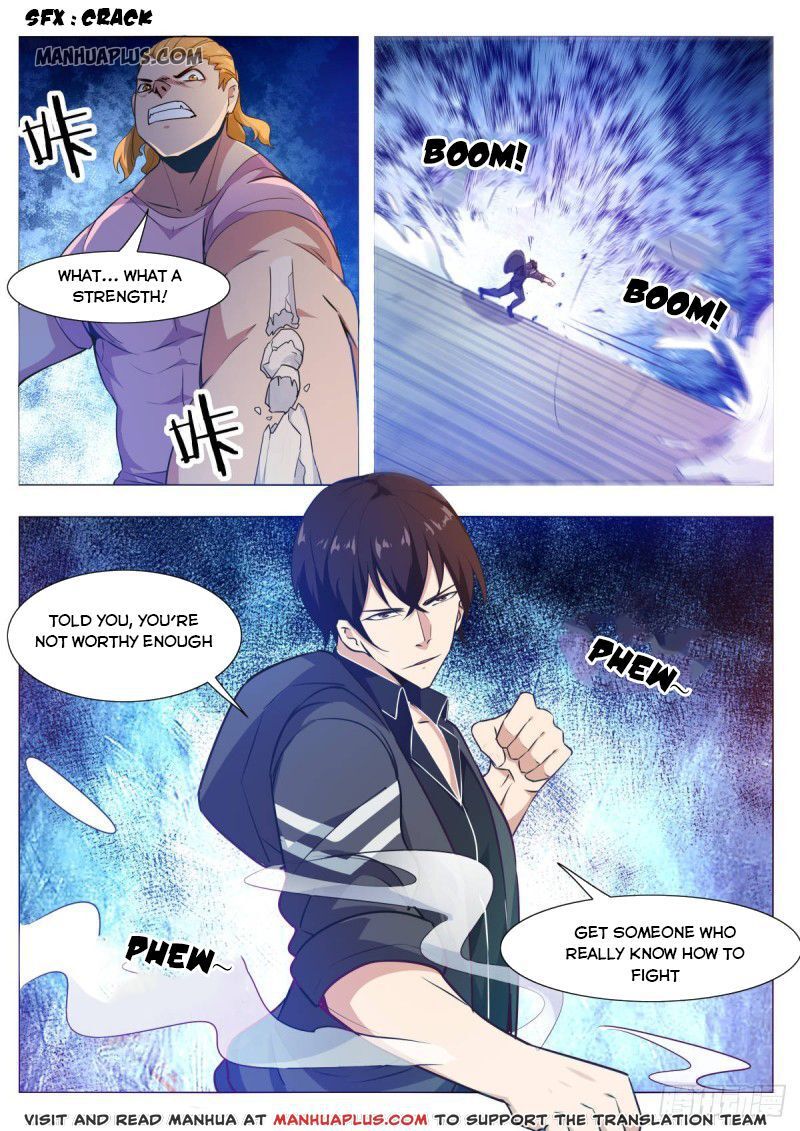 SFX : CRACK
MANHUAPLUS.COM
咔
WHAT... WHAT A
STRENGTH!
咔
BOOM!
BOOM!
TOLD YOU, YOU'RE
NOT WORTHY ENOUGH
PHEW~
PHEW~
GET SOMEONE WHO
REALLY KNOW HOW TO
FIGHT
VISIT AND READ MANHUA AT MANHUAPLUS.COM TO SUPPORT THE TRANSLATION TEAM